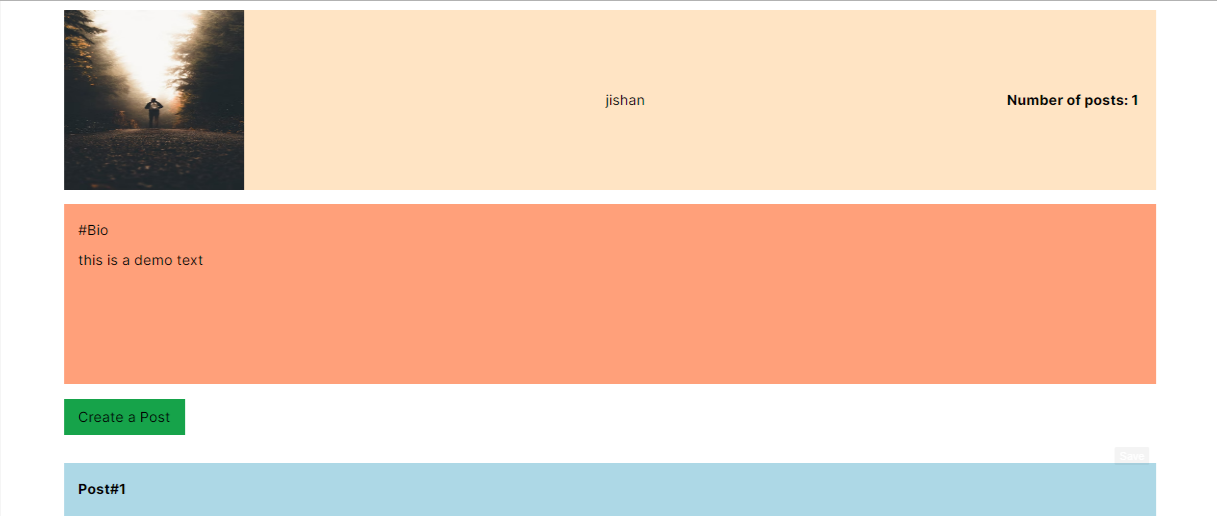 jishan
Number of posts: 1
#Bio
this is a demo text
Create a Post
Save
Post#1